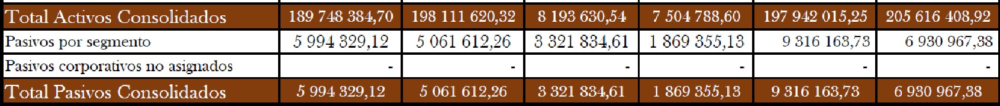 Total Activos Consolidados 189 748 384,70 198 111 620,32 8 193 630,54 7 504 788,60 197 942 015,25 205 616 408,92
Pasivos por segmento 5 994 329,12 5 061 612,26 3 321 834,61 1 869 355,13 9 316 163,73 6 930 967,38
Pasivos corporativos no asignados - - - - - -
Total Pasivos Consolidados 5 994 329,12 5 061 612,26 3 321 834,61 1 869 355,13 9 316 163,73 6 930 967,38